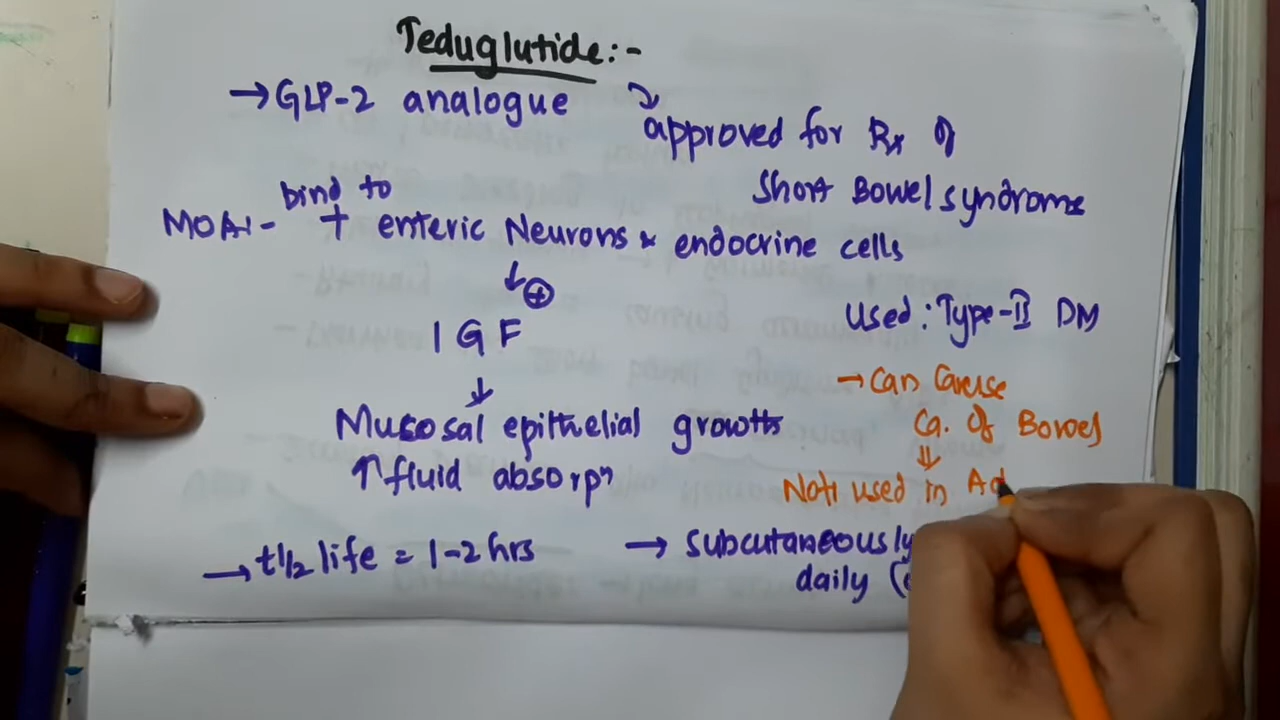 Teduglutide:-
→ GLP-2 analogue
approved for Rx of
Short Bowel syndrome
MOA:- bind to
+ enteric Neurons & endocrine cells
↓ ⊕
IGF
↓
Mucosal epithelial growth
↑ fluid absorpⁿ
Used: Type-II DM
→ Can Cause
Ca. of Bowel
⇓
Not used in Ad
→ t1/2 life = 1-2 hrs
→ Subcutaneously
daily (